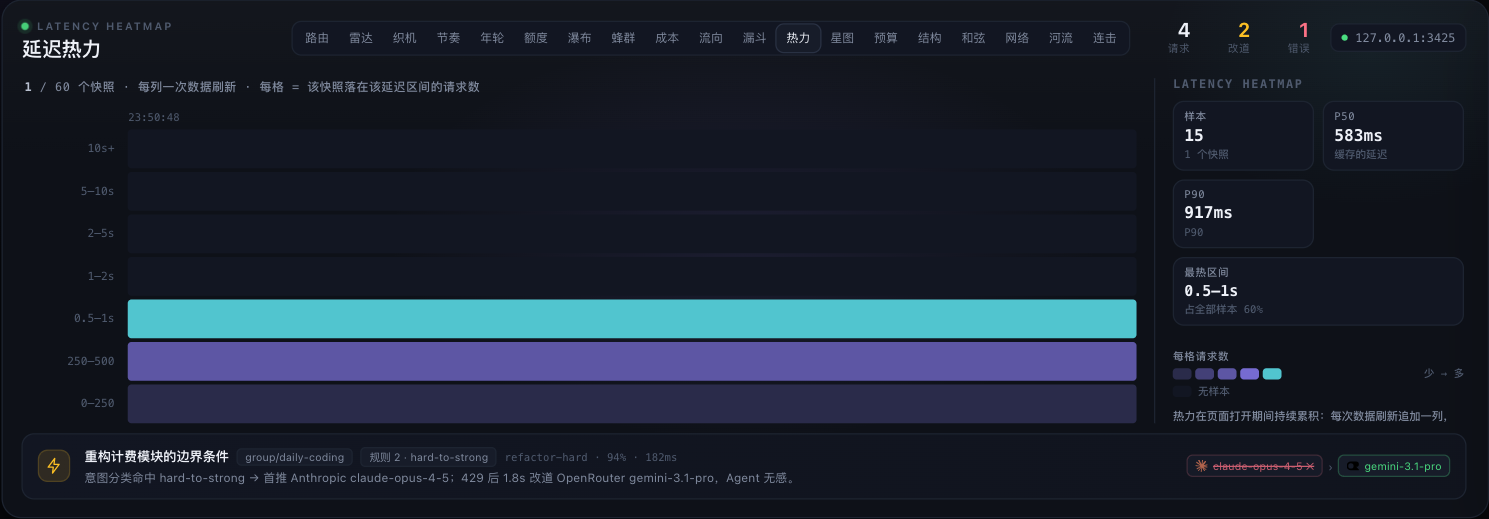 LATENCY HEATMAP
延迟热力
路由 雷达 织机 节奏 年轮 额度 瀑布 蜂群 成本 流向 漏斗 热力 星图 预算 结构 和弦 网络 河流 连击
4 请求
2 改道
1 错误
127.0.0.1:3425
1 / 60 个快照 · 每列一次数据刷新 · 每格 = 该快照落在该延迟区间的请求数
23:50:48
10s+
5–10s
2–5s
1–2s
0.5–1s
250–500
0–250
LATENCY HEATMAP
样本
15
1 个快照
P50
583ms
缓存的延迟
P90
917ms
P90
最热区间
0.5–1s
占全部样本 60%
每格请求数
少 → 多
无样本
热力在页面打开期间持续累积: 每次数据刷新追加一列,
重构计费模块的边界条件 group/daily-coding 规则 2 · hard-to-strong refactor-hard · 94% · 182ms
意图分类命中 hard-to-strong → 首推 Anthropic claude-opus-4-5; 429 后 1.8s 改道 OpenRouter gemini-3.1-pro, Agent 无感。
claude-opus-4-5 ✕ › gemini-3.1-pro